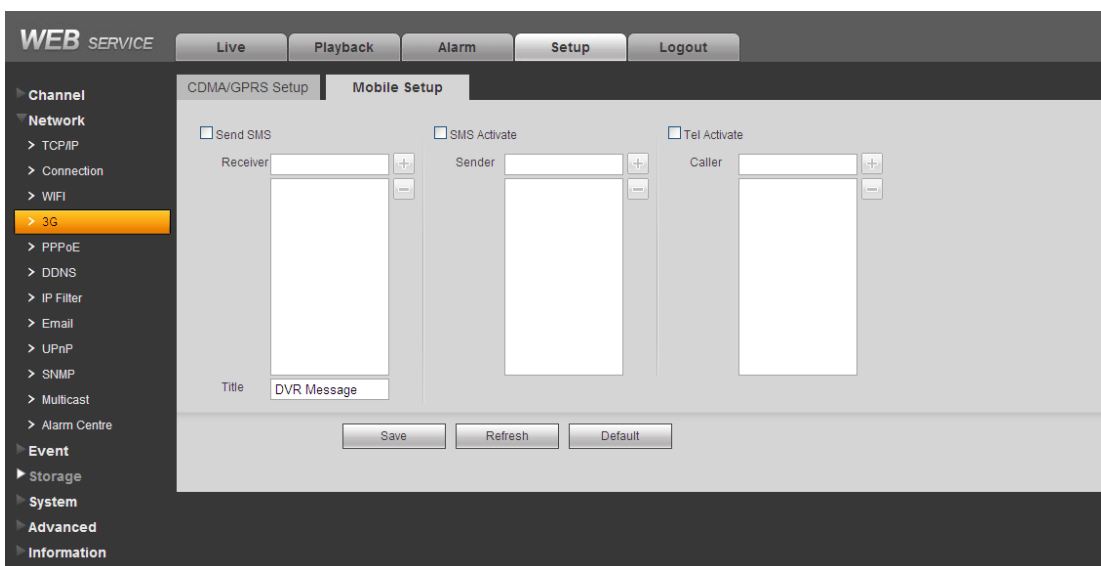 WEB SERVICE
Live
Playback
Alarm
Setup
Logout
Channel
Network
TCP/IP
Connection
WIFI
3G
PPPoE
DDNS
IP Filter
Email
UPnP
SNMP
Multicast
Alarm Centre
Event
Storage
System
Advanced
Information
CDMA/GPRS Setup
Mobile Setup
Send SMS
Receiver
Title
DVR Message
SMS Activate
Sender
Tel Activate
Caller
Save
Refresh
Default